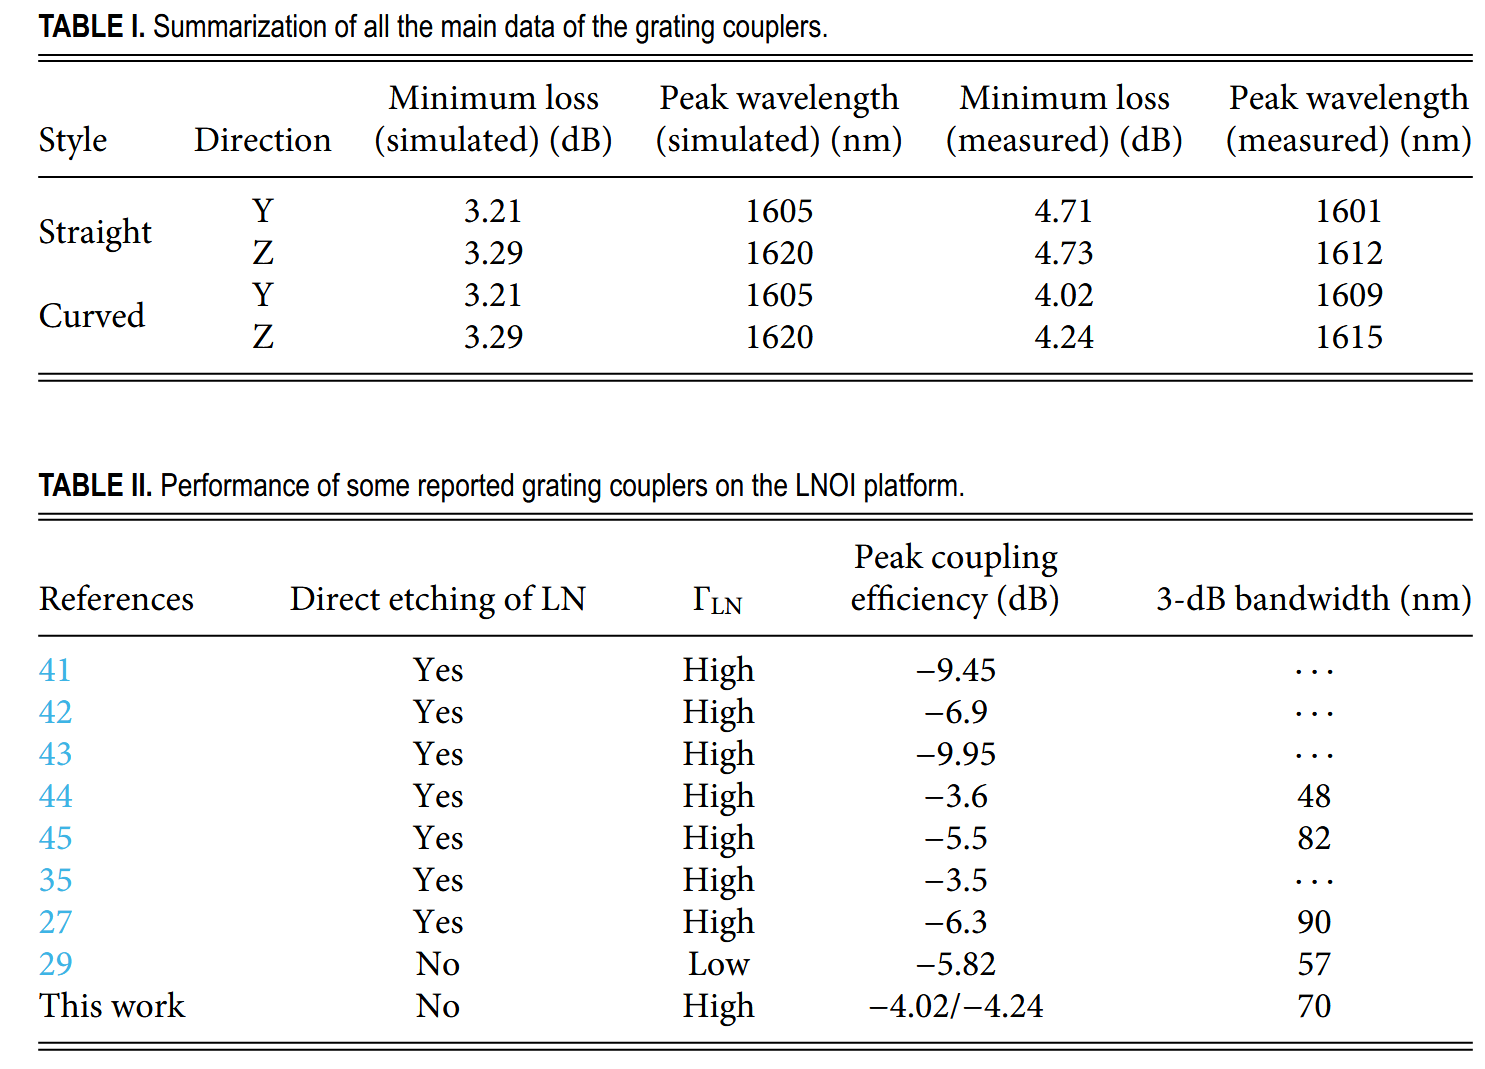 TABLE I. Summarization of all the main data of the grating couplers.
Style Direction Minimum loss (simulated) (dB) Peak wavelength (simulated) (nm) Minimum loss (measured) (dB) Peak wavelength (measured) (nm)
Straight Y 3.21 1605 4.71 1601
Z 3.29 1620 4.73 1612
Curved Y 3.21 1605 4.02 1609
Z 3.29 1620 4.24 1615
TABLE II. Performance of some reported grating couplers on the LNOI platform.
References Direct etching of LN Γ_LN Peak coupling efficiency (dB) 3-dB bandwidth (nm)
41 Yes High −9.45 ···
42 Yes High −6.9 ···
43 Yes High −9.95 ···
44 Yes High −3.6 48
45 Yes High −5.5 82
35 Yes High −3.5 ···
27 Yes High −6.3 90
29 No Low −5.82 57
This work No High −4.02/−4.24 70